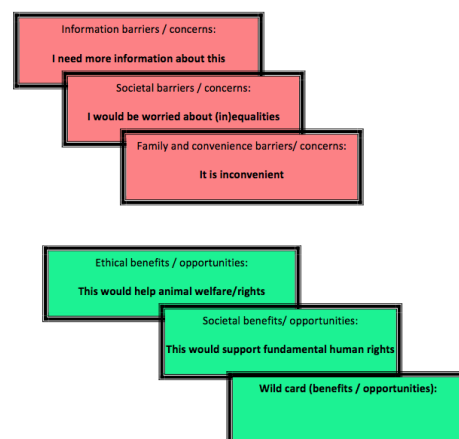 Information barriers / concerns:
I need more information about this
Societal barriers / concerns:
I would be worried about (in)equalities
Family and convenience barriers/ concerns:
It is inconvenient
Ethical benefits / opportunities:
This would help animal welfare/rights
Societal benefits/ opportunities:
This would support fundamental human rights
Wild card (benefits / opportunities):